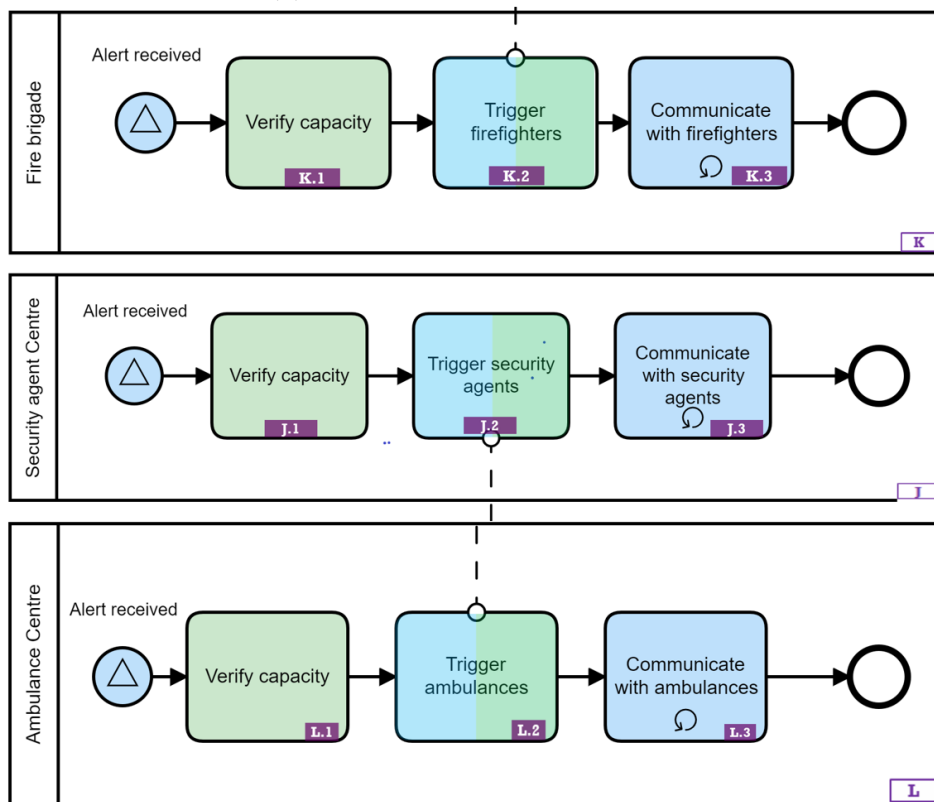 Fire brigade
Alert received
Verify capacity
K.1
Trigger
firefighters
K.2
Communicate
with firefighters
K.3
K
Security agent Centre
Alert received
Verify capacity
J.1
Trigger security
agents
J.2
Communicate
with security
agents
J.3
J
Ambulance Centre
Alert received
Verify capacity
L.1
Trigger
ambulances
L.2
Communicate
with ambulances
L.3
L